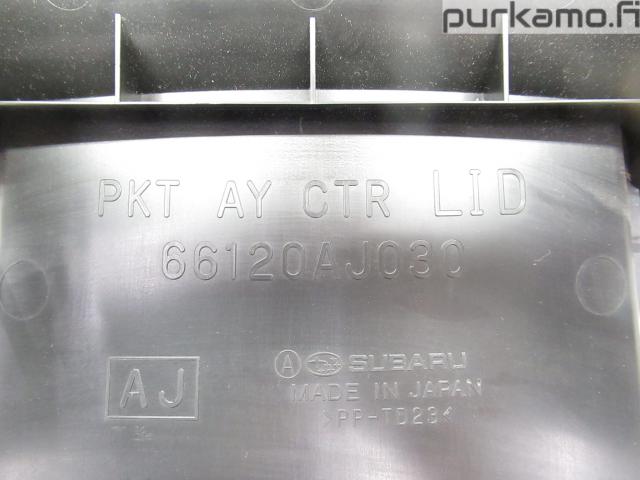 purkamo.fi
PKT AY CTR LID
66120AJ030
AJ
A SUBARU
MADE IN JAPAN
>PP-TD23<